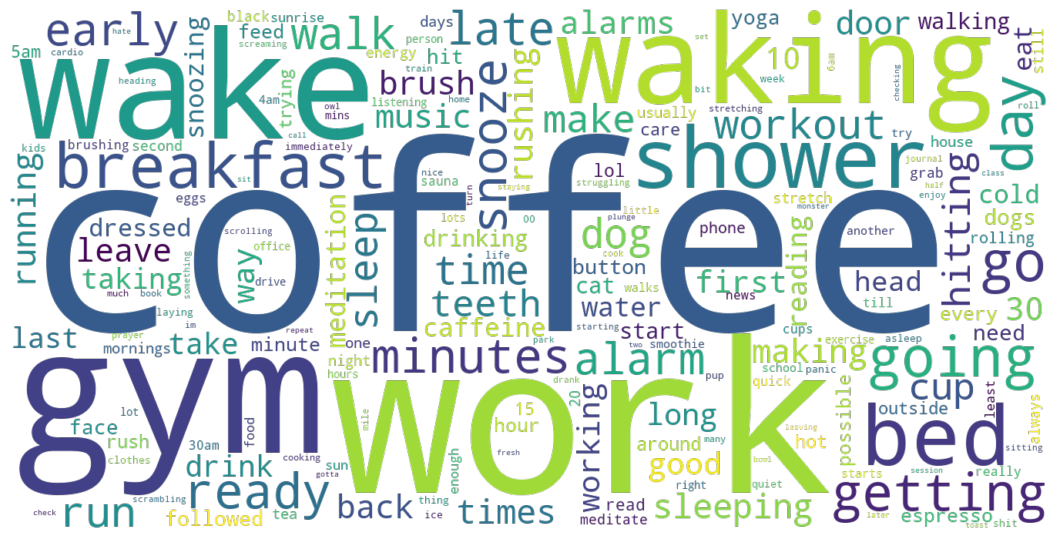 early black sunrise feed walk late alarms yoga door walking
5am hate screaming days person hit 10 eat still
wake cardio snoozing energy waking set 6am checking
heading 4am trying owl mins listening train home brush rushing week bit roll
call music snooze make usually stretching workout try day
kids brushing second immediately care house
breakfast sit nice sauna lol shower journal class
running eggs turn staying struggling stretch grab half enjoy cold
dressed scrolling meditation lots 00 plunge little monster phone another dogs
leave office sleep drinking life dog cook button first reading head rolling hitting go
coffee
taking way something drive time cat walks news till
much book teeth water starting cups every 30
laying im caffeine start
last prayer repeat one park exercise need
mornings take minute night two smoothie making asleep
hours minutes alarm school panic going
gym work pup quick cup least
lot food 15 20 long possible outside always
face hour drank around many hot leaving bed sitting
rush 30am cooking mile working good bowl starts
clothes drink sun gotta enough fresh right quiet really
ready back thing times read sleeping session getting
check scrambling run followed tea ice meditate later espresso toast shit